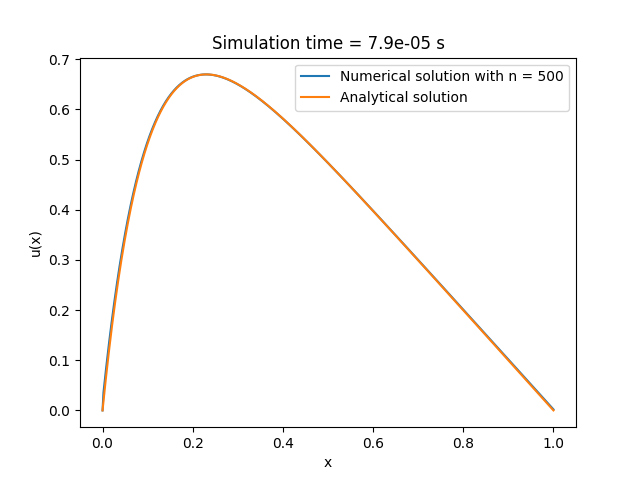 Simulation time = 7.9e-05 s
Numerical solution with n = 500
Analytical solution
u(x)
0.7
0.6
0.5
0.4
0.3
0.2
0.1
0.0
0.0 0.2 0.4 0.6 0.8 1.0
x